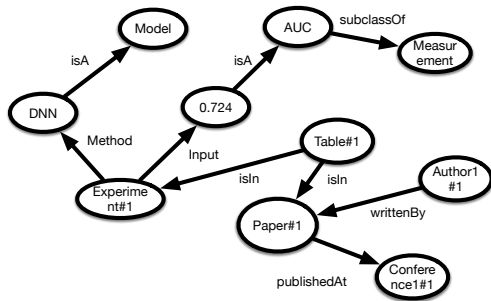 Model
AUC
subclassOf
Measur
ement
isA
isA
DNN
0.724
Method
Input
Table#1
isIn
isIn
Experime
nt#1
Author1
#1
writtenBy
Paper#1
publishedAt
Confere
nce1#1